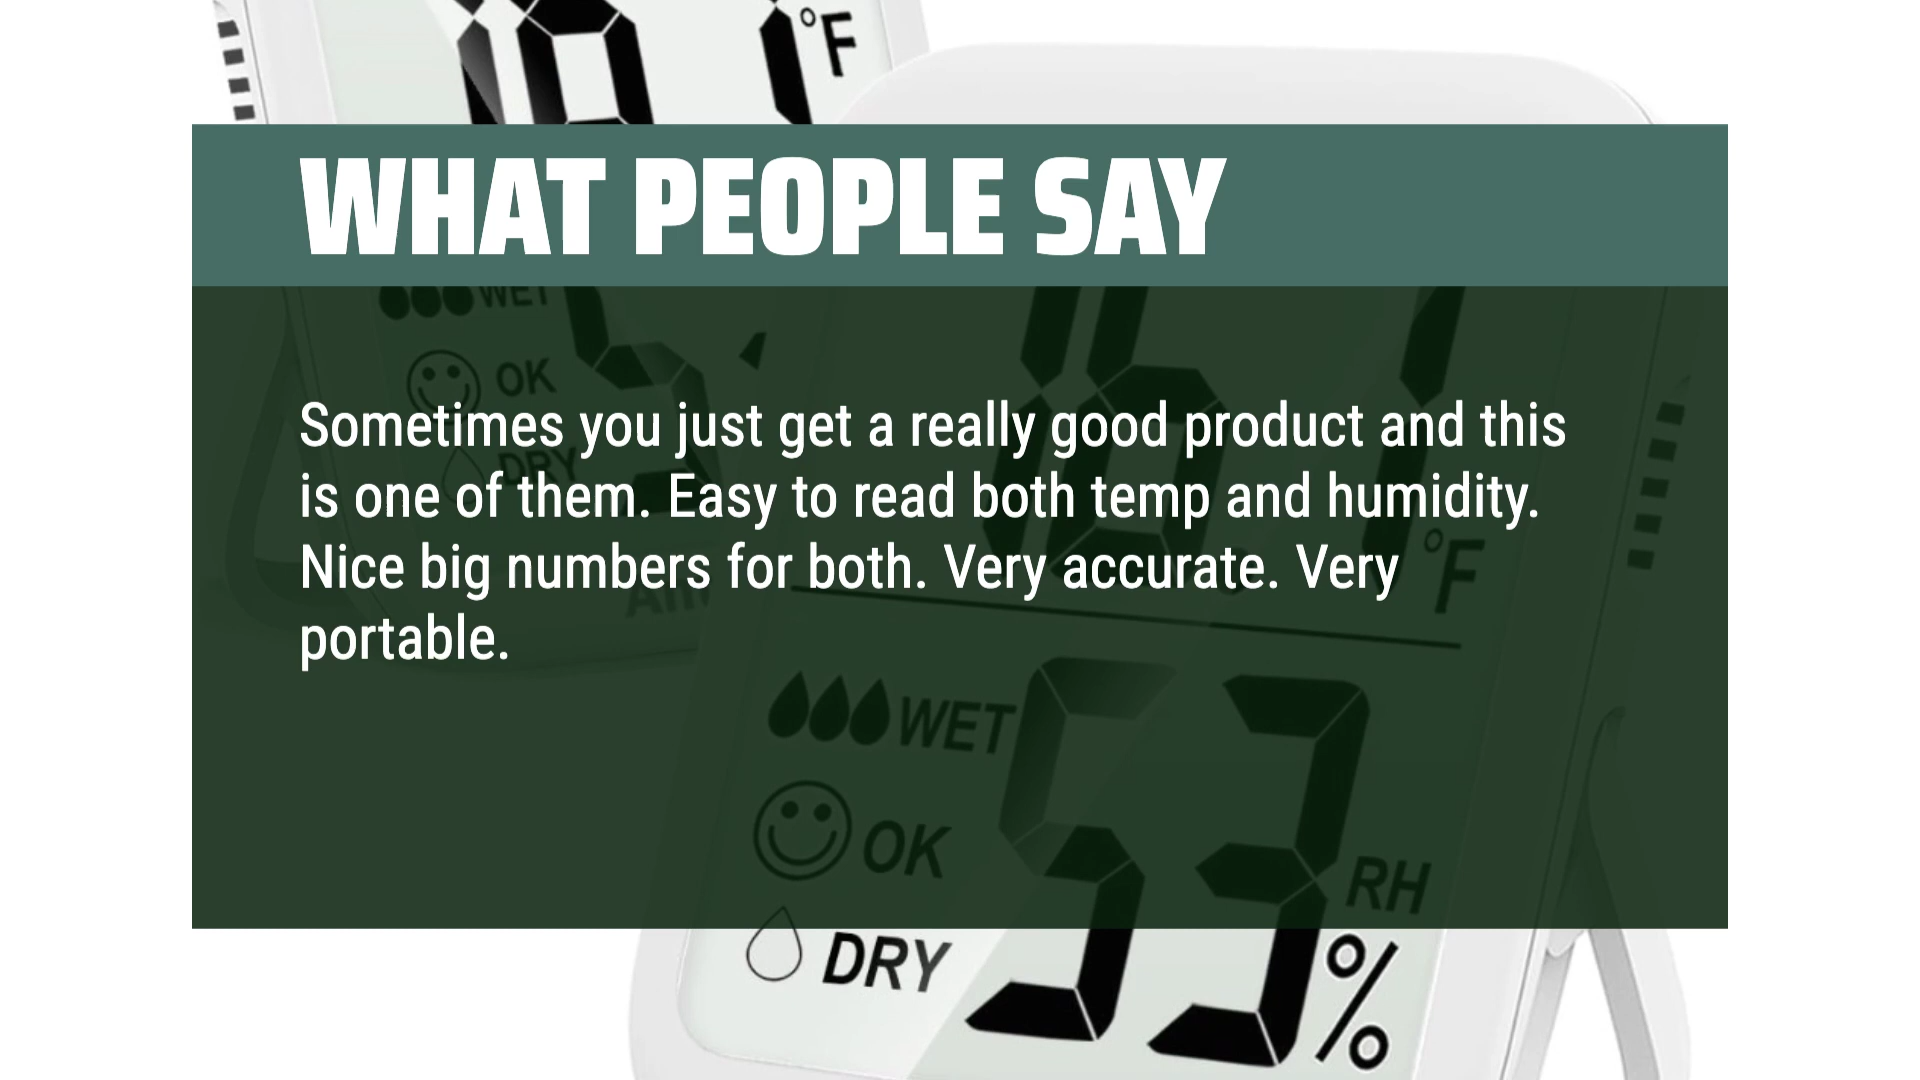 °F
WHAT PEOPLE SAY
WET
OK
DRY
Sometimes you just get a really good product and this
is one of them. Easy to read both temp and humidity.
Nice big numbers for both. Very accurate. Very
portable.
°F
WET
OK
DRY
53
RH
%